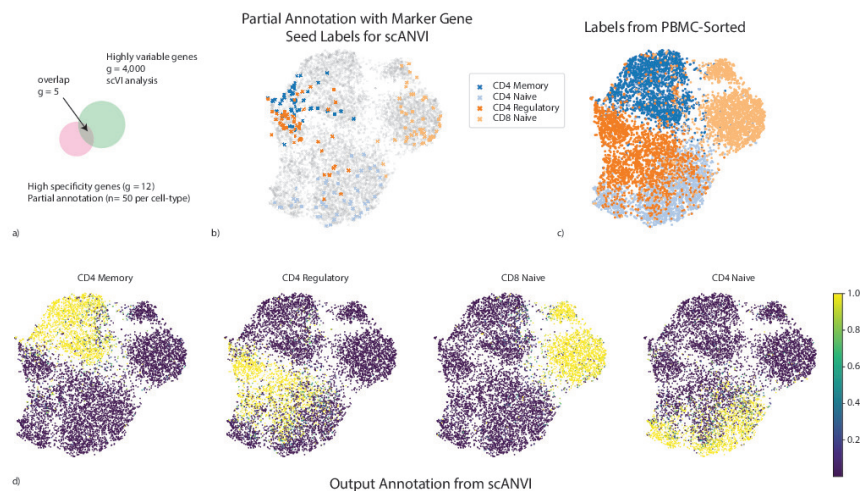 Partial Annotation with Marker Gene
Seed Labels for scANVI
Labels from PBMC-Sorted
Highly variable genes
g = 4,000
scVI analysis
overlap
g = 5
High specificity genes (g = 12)
Partial annotation (n= 50 per cell-type)
CD4 Memory
CD4 Naive
CD4 Regulatory
CD8 Naive
a)
b)
c)
CD4 Memory
CD4 Regulatory
CD8 Naive
CD4 Naive
1.0
0.8
0.6
0.4
0.2
d)
Output Annotation from scANVI